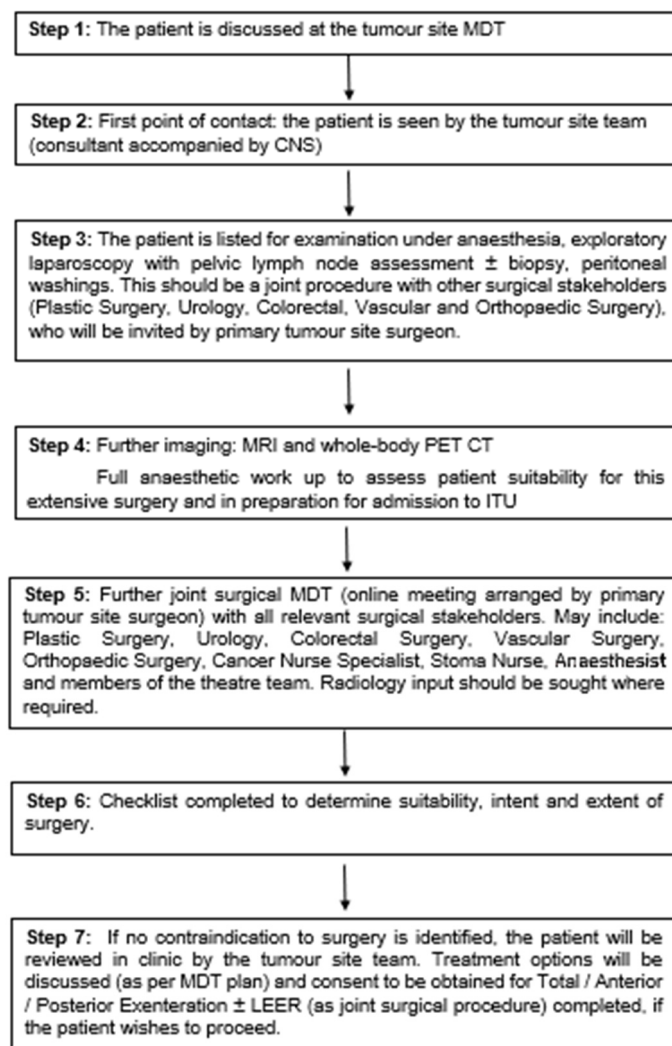 Step 1: The patient is discussed at the tumour site MDT
Step 2: First point of contact: the patient is seen by the tumour site team
(consultant accompanied by CNS)
Step 3: The patient is listed for examination under anaesthesia, exploratory
laparoscopy with pelvic lymph node assessment ± biopsy, peritoneal
washings. This should be a joint procedure with other surgical stakeholders
(Plastic Surgery, Urology, Colorectal, Vascular and Orthopaedic Surgery),
who will be invited by primary tumour site surgeon.
Step 4: Further imaging: MRI and whole-body PET CT
Full anaesthetic work up to assess patient suitability for this
extensive surgery and in preparation for admission to ITU
Step 5: Further joint surgical MDT (online meeting arranged by primary
tumour site surgeon) with all relevant surgical stakeholders. May include:
Plastic Surgery, Urology, Colorectal Surgery, Vascular Surgery,
Orthopaedic Surgery, Cancer Nurse Specialist, Stoma Nurse, Anaesthesist
and members of the theatre team. Radiology input should be sought where
required.
Step 6: Checklist completed to determine suitability, intent and extent of
surgery.
Step 7: If no contraindication to surgery is identified, the patient will be
reviewed in clinic by the tumour site team. Treatment options will be
discussed (as per MDT plan) and consent to be obtained for Total / Anterior
/ Posterior Exenteration ± LEER (as joint surgical procedure) completed, if
the patient wishes to proceed.